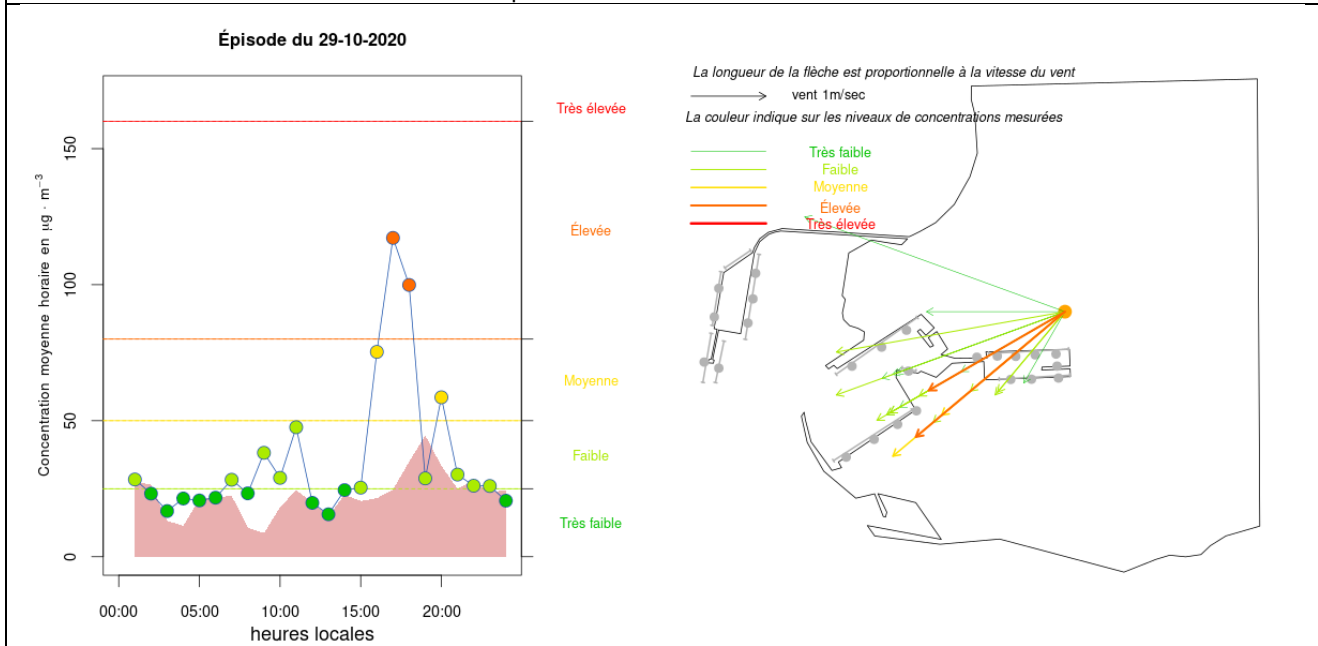 Épisode du 29-10-2020
Concentration moyenne horaire en µg · m⁻³
0
50
100
150
00:00
05:00
10:00
15:00
20:00
heures locales
Très élevée
Élevée
Moyenne
Faible
Très faible
La longueur de la flèche est proportionnelle à la vitesse du vent
vent 1m/sec
La couleur indique sur les niveaux de concentrations mesurées
Très faible
Faible
Moyenne
Élevée
Très élevée